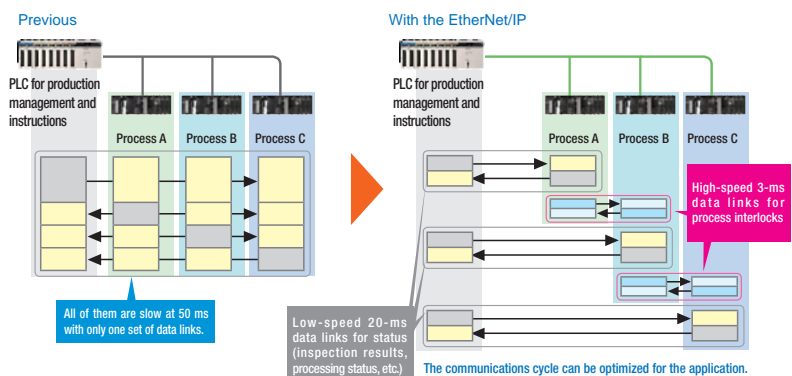 Previous
PLC for production
management and
instructions
Process A
Process B
Process C
All of them are slow at 50 ms
with only one set of data links.
With the EtherNet/IP
PLC for production
management and
instructions
Process A
Process B
Process C
High-speed 3-ms
data links for
process interlocks
Low-speed 20-ms
data links for status
(inspection results,
processing status, etc.)
The communications cycle can be optimized for the application.